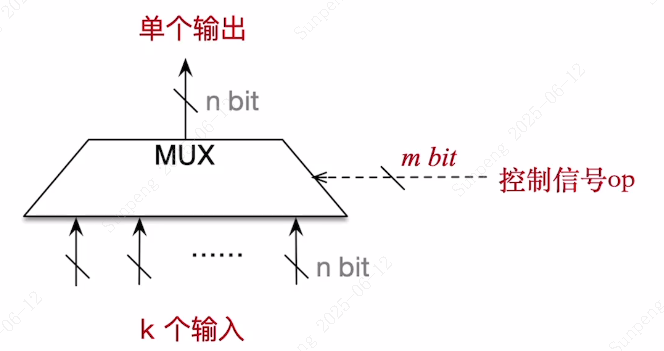 单个输出
n bit
MUX
m bit
控制信号op
......
n bit
k 个输入
Sunpeng 2025-06-12